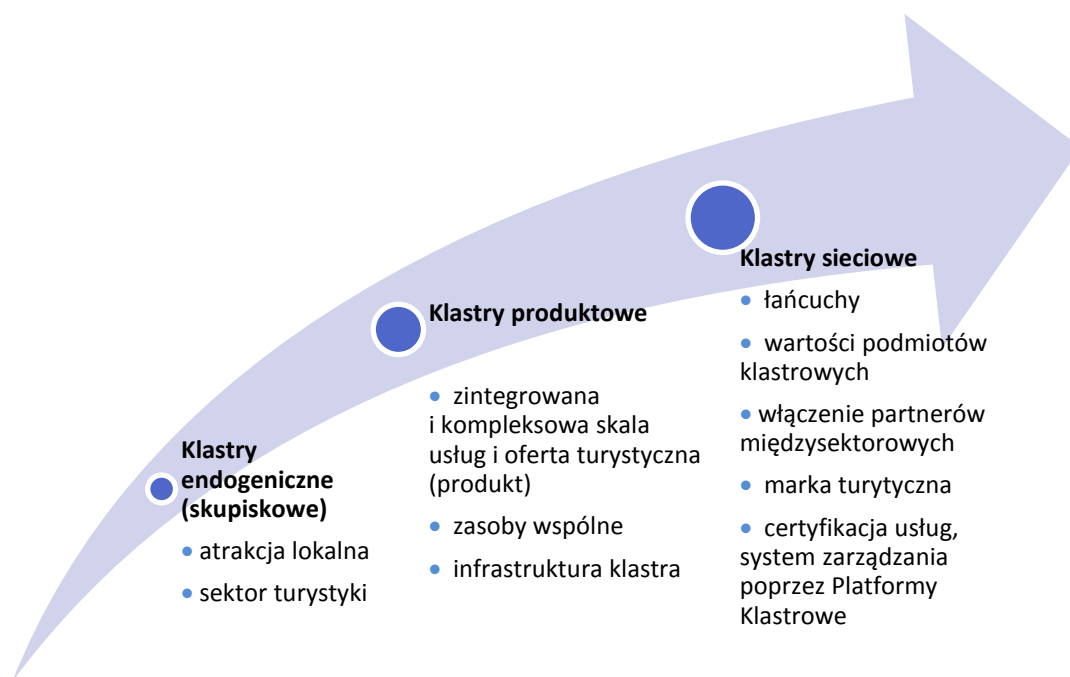 Klastry
endogeniczne
(skupiskowe)
• atrakcja lokalna
• sektor turystyki
Klastry produktowe
• zintegrowana
i kompleksowa skala
usług i oferta turystyczna
(produkt)
• zasoby wspólne
• infrastruktura klastra
Klastry sieciowe
• łańcuchy
• wartości podmiotów
klastrowych
• włączenie partnerów
międzysektorowych
• marka turytyczna
• certyfikacja usług,
system zarządzania
poprzez Platformy
Klastrowe